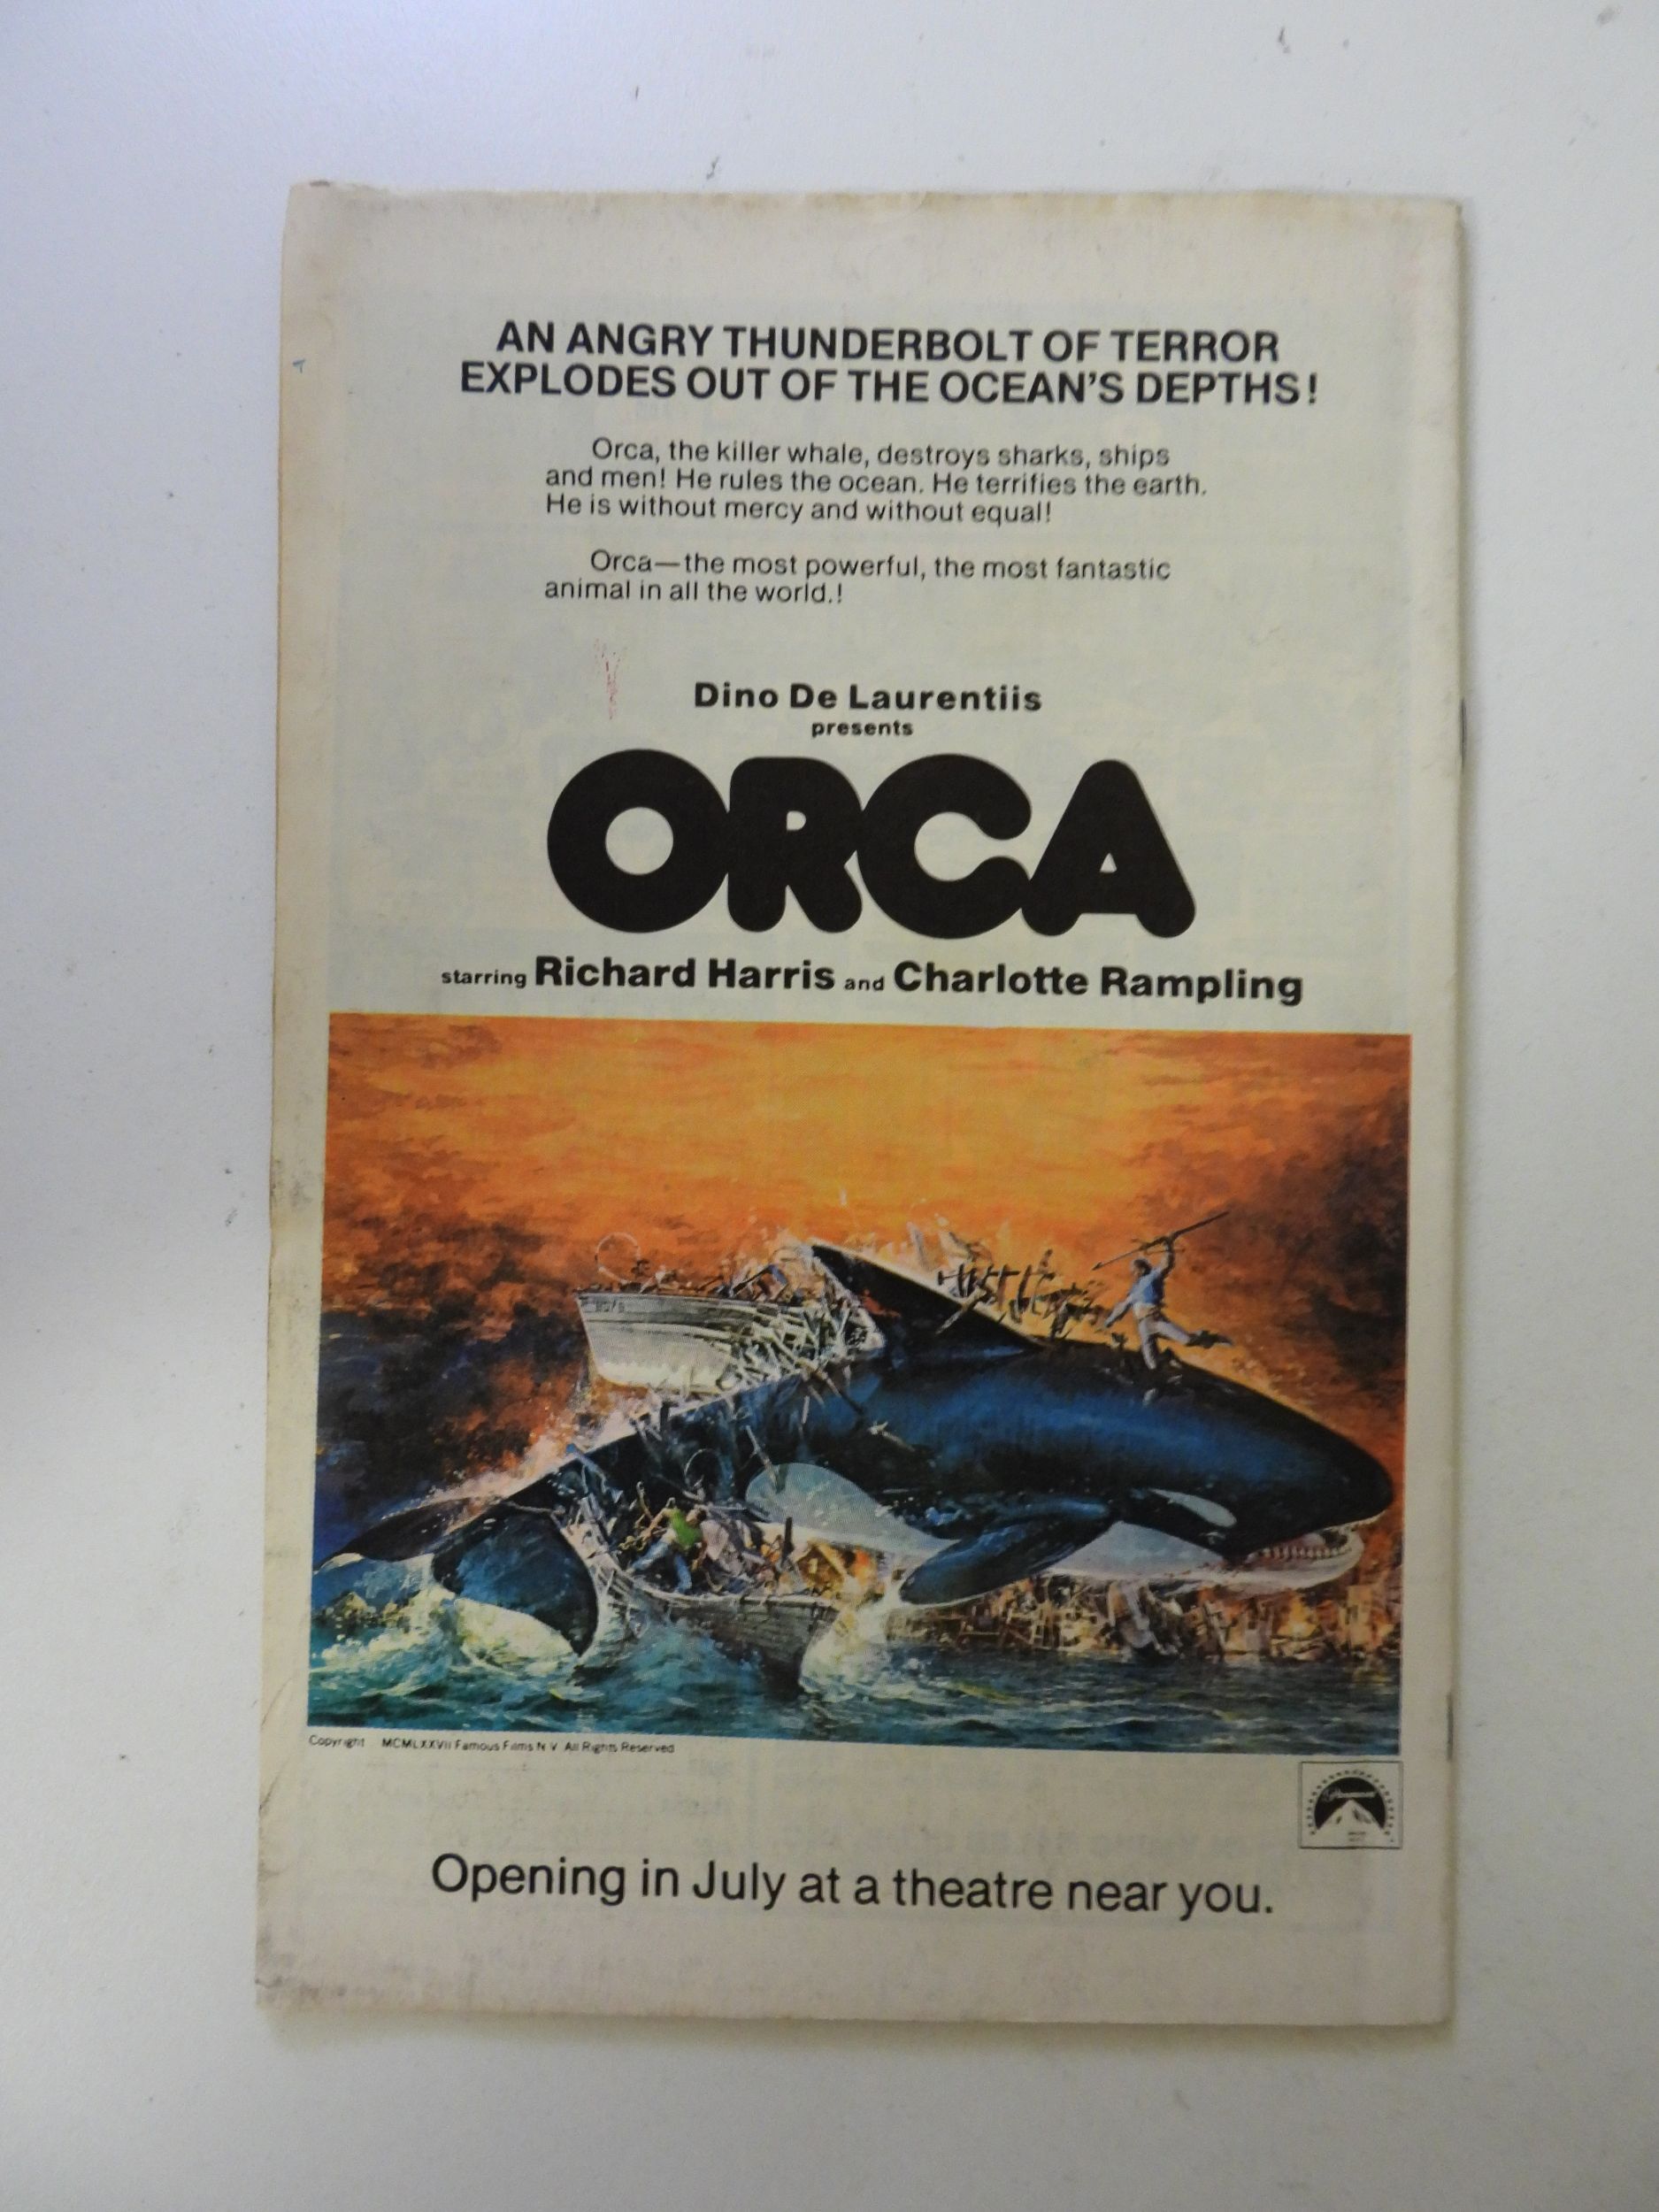 AN ANGRY THUNDERBOLT OF TERROR
EXPLODES OUT OF THE OCEAN'S DEPTHS!
Orca, the killer whale, destroys sharks, ships
and men! He rules the ocean. He terrifies the earth.
He is without mercy and without equal!
Orca—the most powerful, the most fantastic
animal in all the world.!
Dino De Laurentiis
presents
ORCA
starring Richard Harris and Charlotte Rampling
Copyright MCMLXXVII Famous Films N V All Rights Reserved
Paramount
Opening in July at a theatre near you.